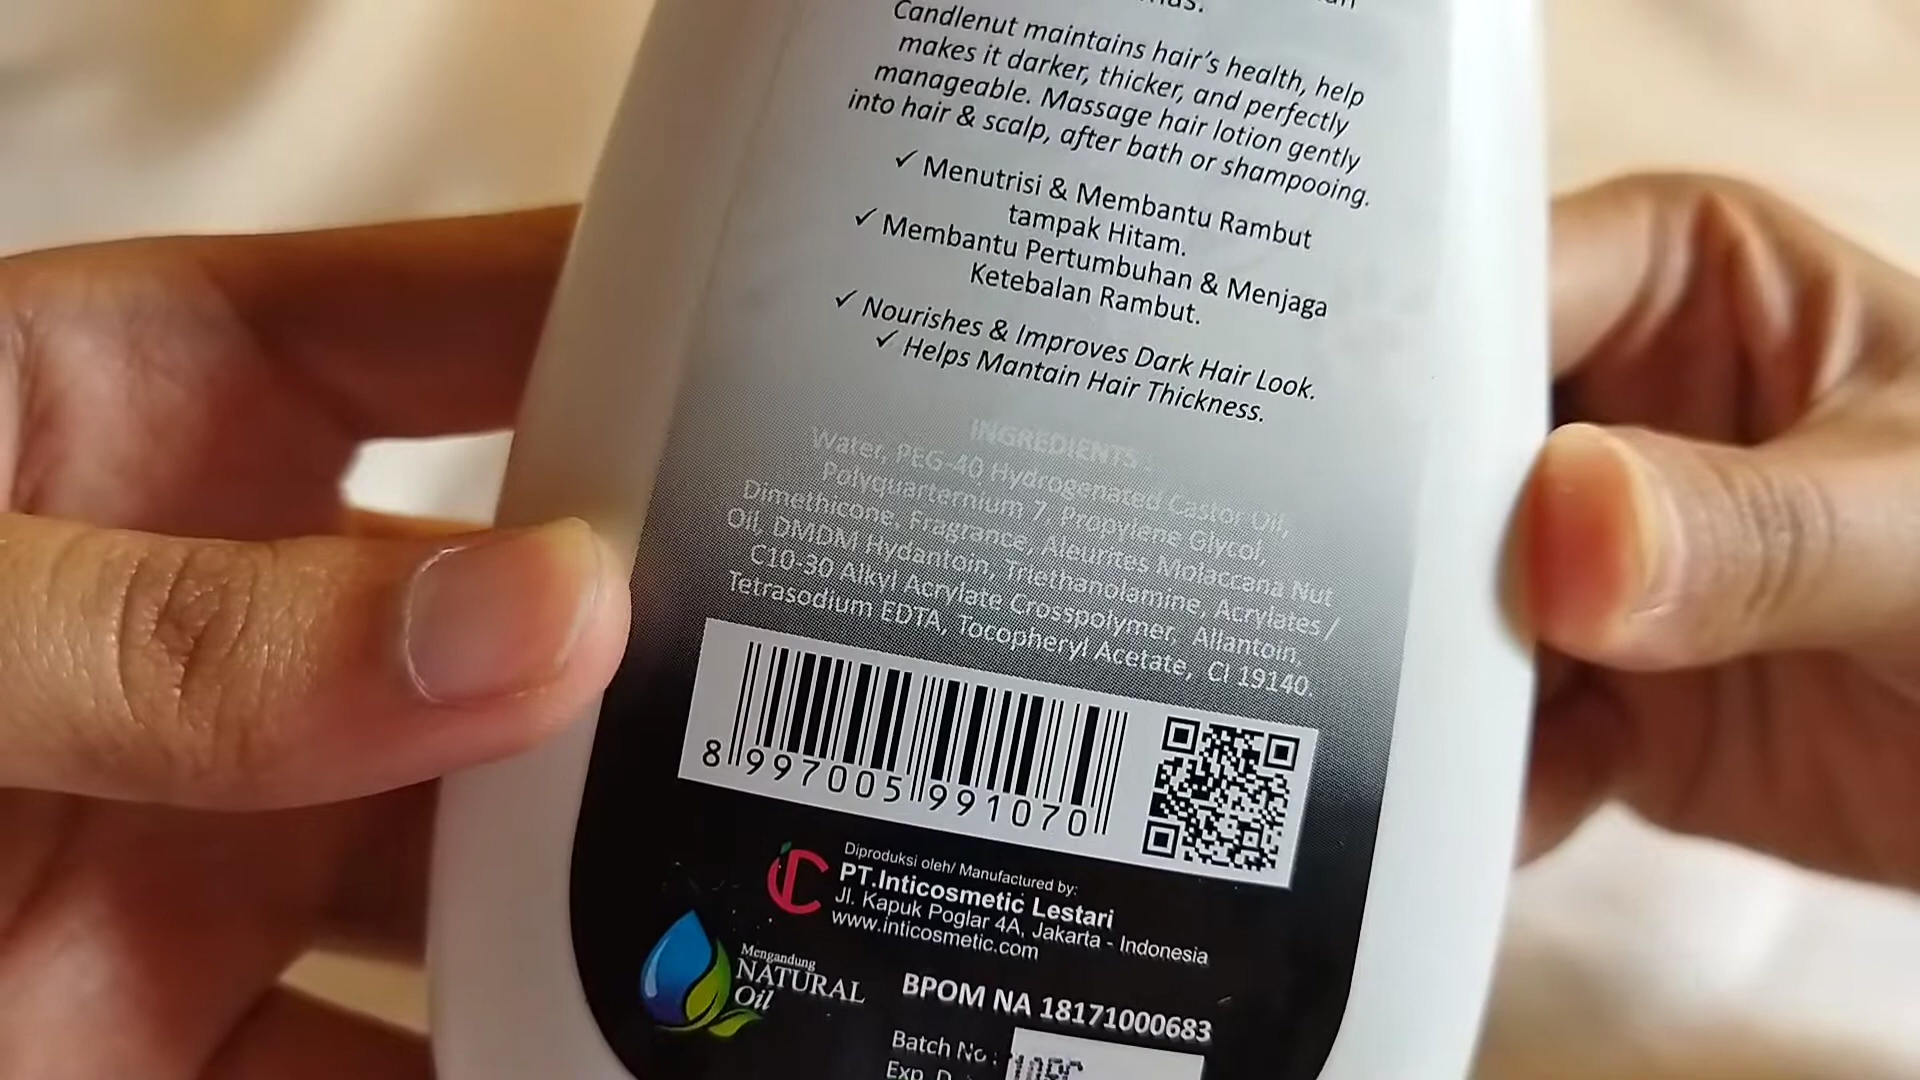 Candlenut maintains hair's health, help
makes it darker, thicker, and perfectly
manageable. Massage hair lotion gently
into hair & scalp, after bath or shampooing.
✓ Menutrisi & Membantu Rambut
tampak Hitam.
✓ Membantu Pertumbuhan & Menjaga
Ketebalan Rambut.
✓ Nourishes & Improves Dark Hair Look.
✓ Helps Mantain Hair Thickness.
INGREDIENTS :
Water, PEG-40 Hydrogenated Castor Oil,
Polyquarternium 7, Propylene Glycol,
Dimethicone, Fragrance, Aleurites Molaccana Nut
Oil, DMDM Hydantoin, Triethanolamine, Acrylates /
C10-30 Alkyl Acrylate Crosspolymer, Allantoin,
Tetrasodium EDTA, Tocopheryl Acetate, CI 19140.
8 997005 991070
Diproduksi oleh/ Manufactured by:
PT.Inticosmetic Lestari
Jl. Kapuk Poglar 4A, Jakarta - Indonesia
www.inticosmetic.com
Mengandung
NATURAL
Oil
BPOM NA 18171000683
Batch No :
Exp.